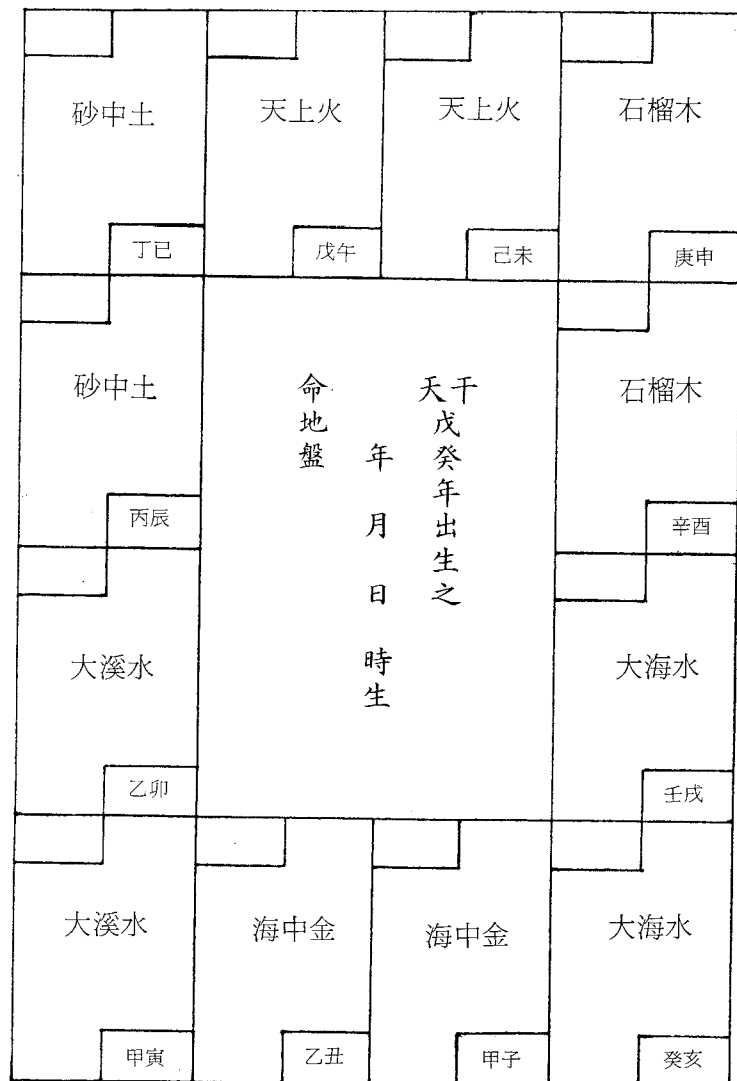 砂中土
天上火
天上火
石榴木
丁巳
戊午
己未
庚申
砂中土
石榴木
天干戊癸年出生之
年月日時生
命地盤
丙辰
辛酉
大溪水
大海水
乙卯
壬戌
大溪水
海中金
海中金
大海水
甲寅
乙丑
甲子
癸亥